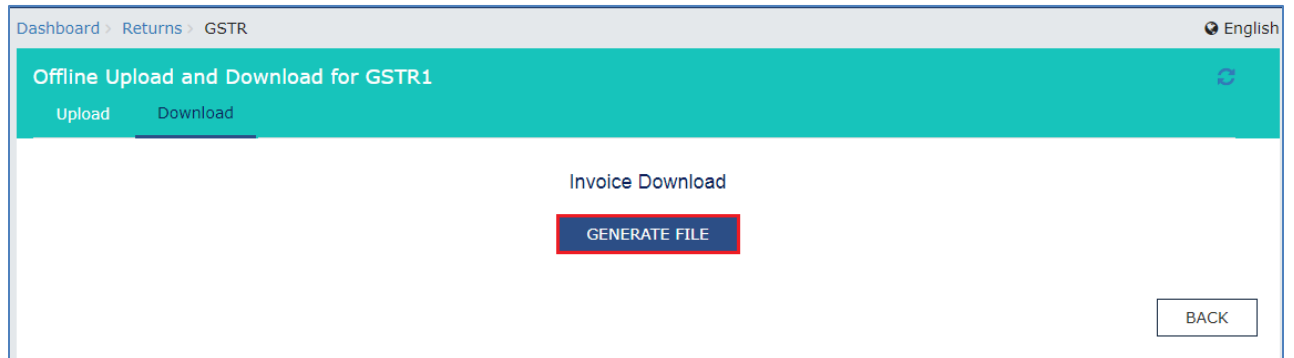 Dashboard > Returns > GSTR English
Offline Upload and Download for GSTR1
Upload Download
Invoice Download
GENERATE FILE
BACK